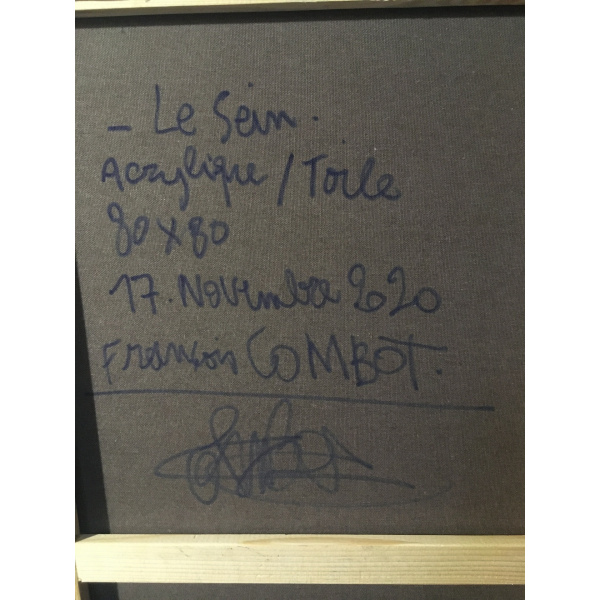 - Le Sein.
Acrylique / Toile
80 x 80
17. Novembre 2020
François COMBOT.